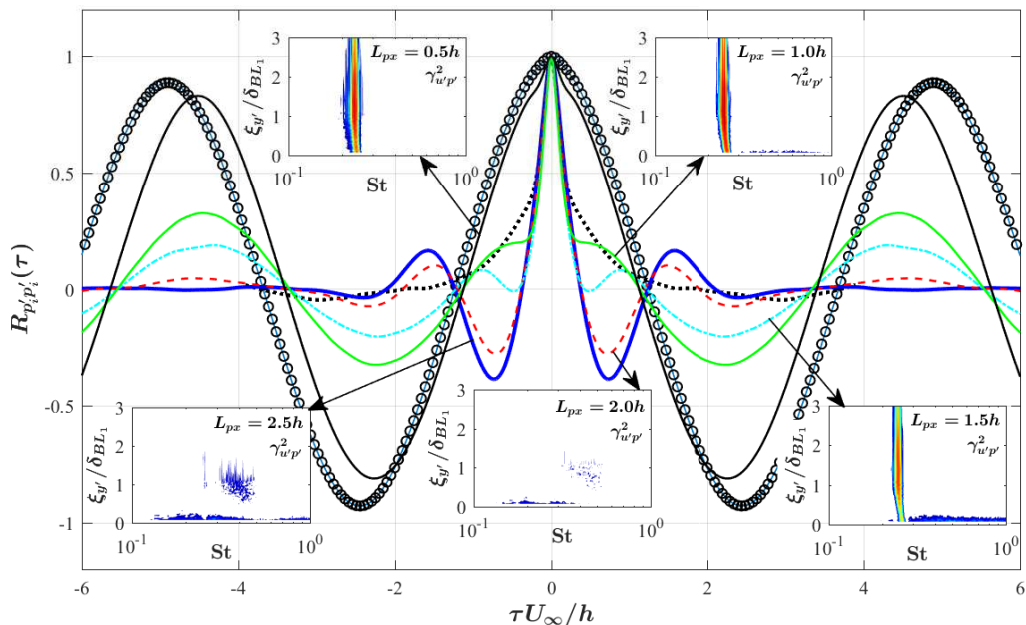 1
0.5
0
-0.5
-1
-6
-4
-2
0
2
4
6
R_{p_i'p_i'}(τ)
τU_∞/h
3
2
1
0
ξ_{y'}/δ_{BL_1}
L_{px} = 0.5h
γ²_{u'p'}
10^{-1}
St
10^0
3
2
1
0
ξ_{y'}/δ_{BL_1}
L_{px} = 1.0h
γ²_{u'p'}
10^{-1}
St
10^0
3
2
1
0
ξ_{y'}/δ_{BL_1}
L_{px} = 2.5h
γ²_{u'p'}
10^{-1}
St
10^0
3
2
1
0
ξ_{y'}/δ_{BL_1}
L_{px} = 2.0h
γ²_{u'p'}
10^{-1}
St
10^0
3
2
1
0
ξ_{y'}/δ_{BL_1}
L_{px} = 1.5h
γ²_{u'p'}
10^{-1}
St
10^0